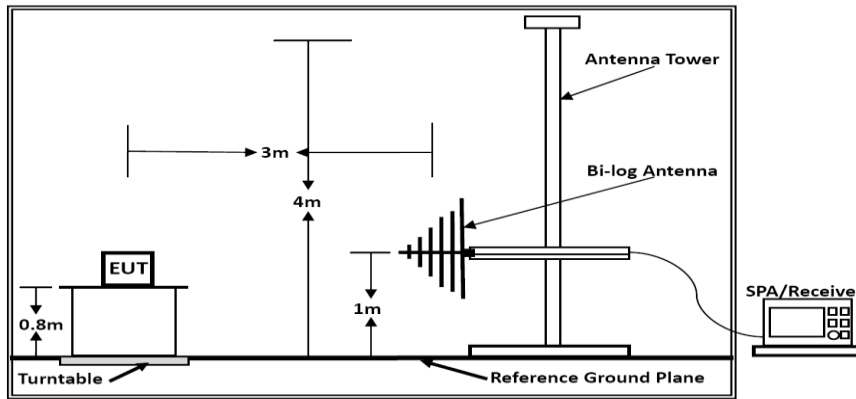 Antenna Tower
3m
Bi-log Antenna
4m
EUT
1m
0.8m
SPA/Receive
Turntable
Reference Ground Plane